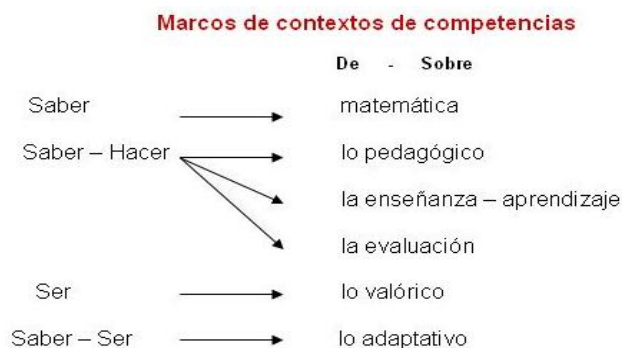 Marcos de contextos de competencias
De - Sobre
Saber matemática
Saber – Hacer lo pedagógico
la enseñanza – aprendizaje
la evaluación
Ser lo valórico
Saber – Ser lo adaptativo